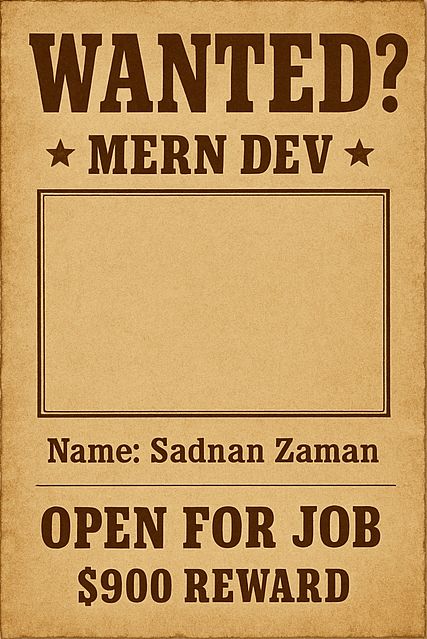 WANTED?
★ MERN DEV ★
Name: Sadnan Zaman
OPEN FOR JOB
$900 REWARD